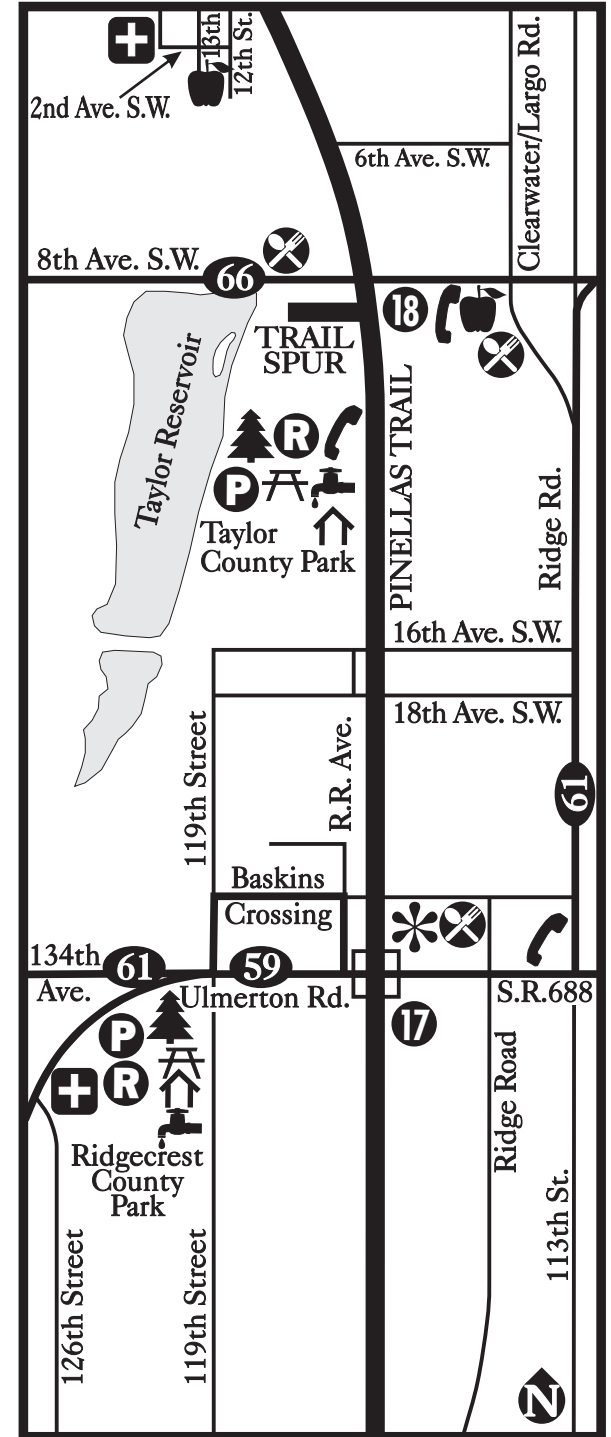 13th
12th St.
2nd Ave. S.W.
Clearwater/Largo Rd.
6th Ave. S.W.
8th Ave. S.W.
66
18
TRAIL
SPUR
Taylor Reservoir
PINELLAS TRAIL
R
P
Taylor
County Park
Ridge Rd.
16th Ave. S.W.
18th Ave. S.W.
119th Street
R.R. Ave.
61
Baskins
Crossing
134th
Ave.
61
59
Ulmerton Rd.
S.R.688
17
P
R
Ridgecrest
County
Park
Ridge Road
113th St.
126th Street
119th Street
N